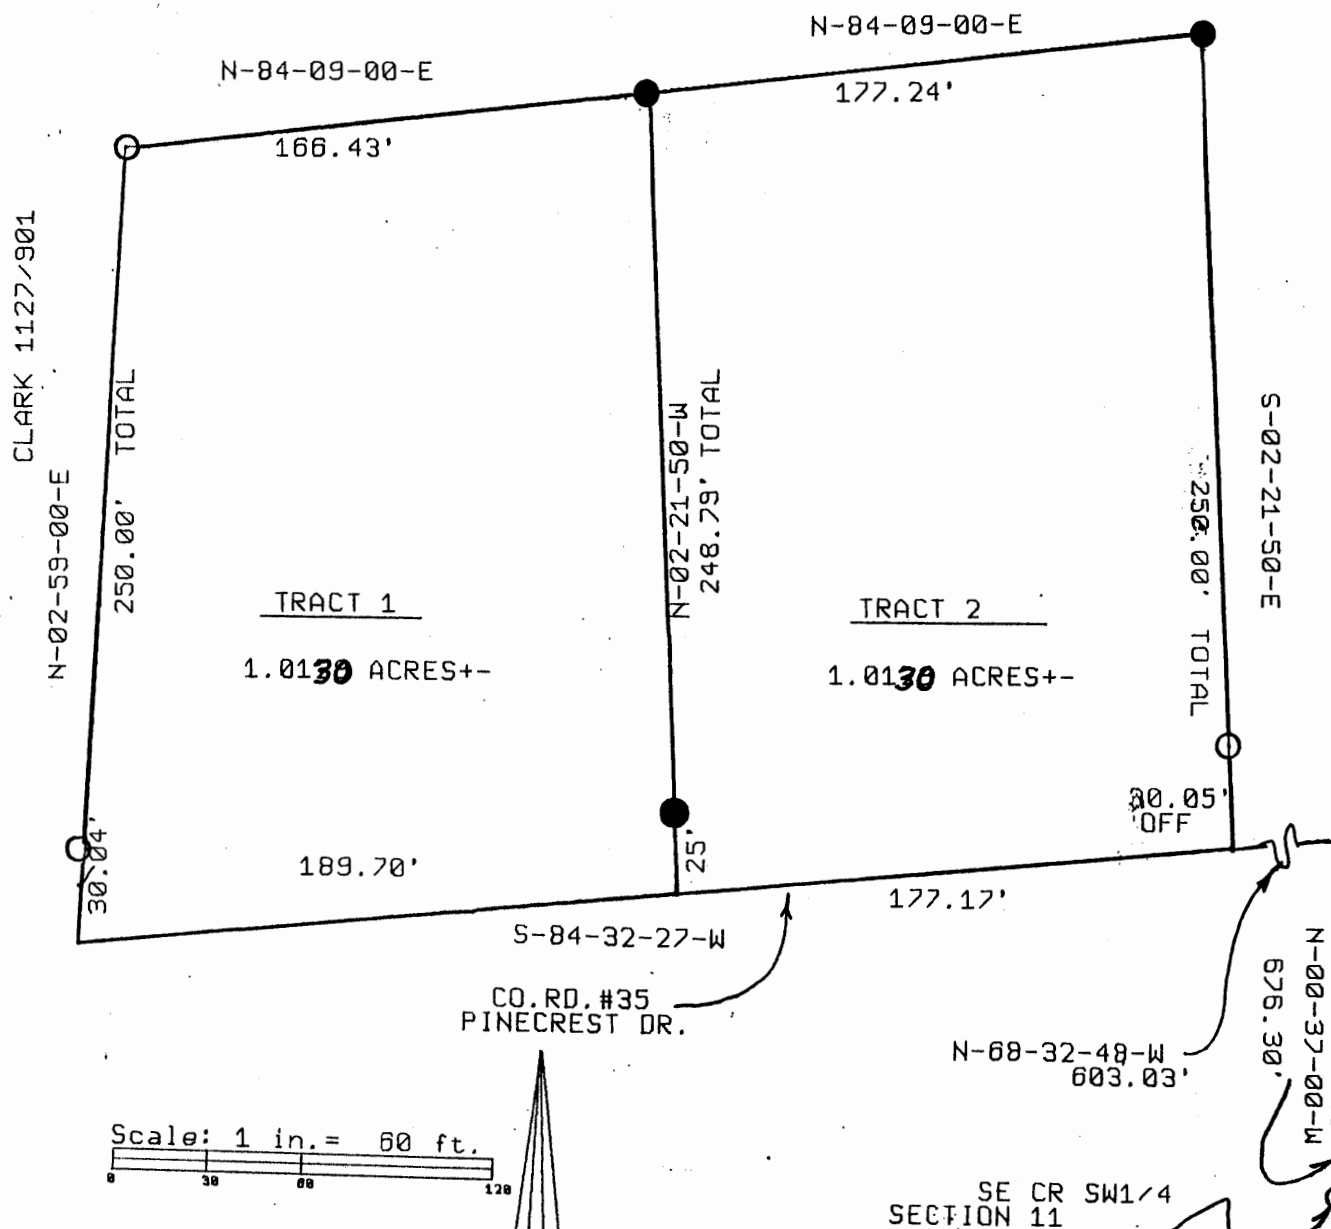 N-84-09-00-E
177.24'
N-84-09-00-E
166.43'
CLARK 1127/901
N-02-59-00-E
250.00' TOTAL
N-02-21-50-W
248.79' TOTAL
250.00' TOTAL
S-02-21-50-E
TRACT 1
1.0130 ACRES+-
TRACT 2
1.0130 ACRES+-
30.04'
189.70'
25'
30.05'
OFF
177.17'
S-84-32-27-W
CO.RD.#35
PINECREST DR.
N-68-32-48-W
603.03'
676.30'
N-00-37-00-W
Scale: 1 in.= 60 ft.
0 30 60 120
SE CR SW1/4
SECTION 11